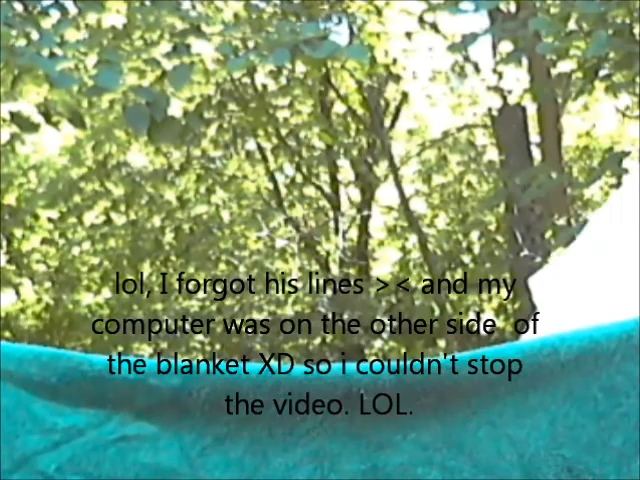 lol, I forgot his lines >< and my
computer was on the other side of
the blanket XD so i couldn't stop
the video. LOL.